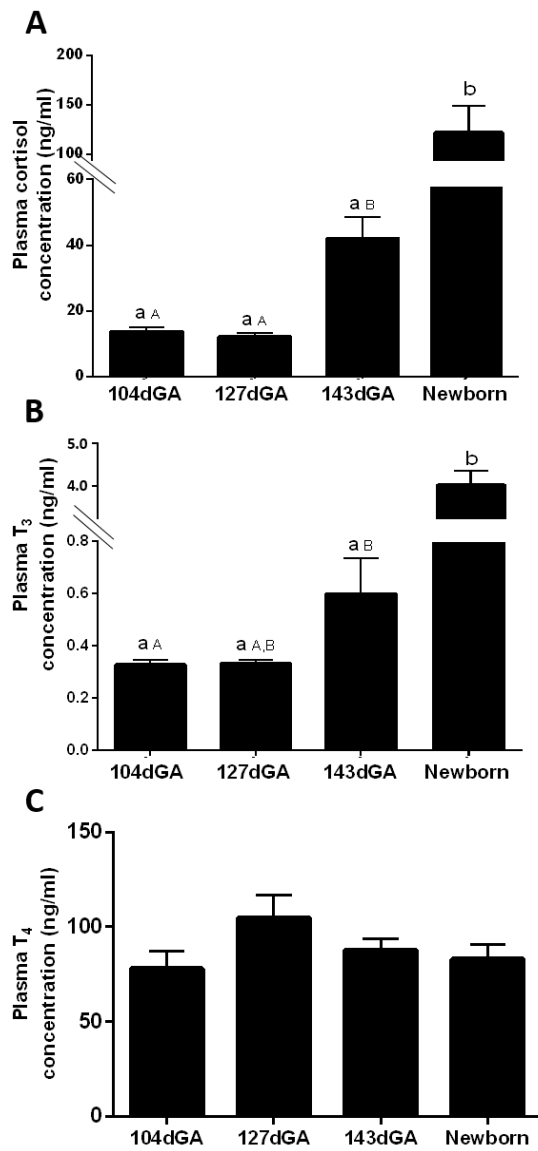 A
Plasma cortisol
concentration (ng/ml)
200
150
100
60
40
20
0
a A
a A
a B
b
104dGA 127dGA 143dGA Newborn
B
Plasma T3
concentration (ng/ml)
5.0
4.0
0.8
0.6
0.4
0.2
0.0
a A
a A,B
a B
b
104dGA 127dGA 143dGA Newborn
C
Plasma T4
concentration (ng/ml)
150
100
50
0
104dGA 127dGA 143dGA Newborn